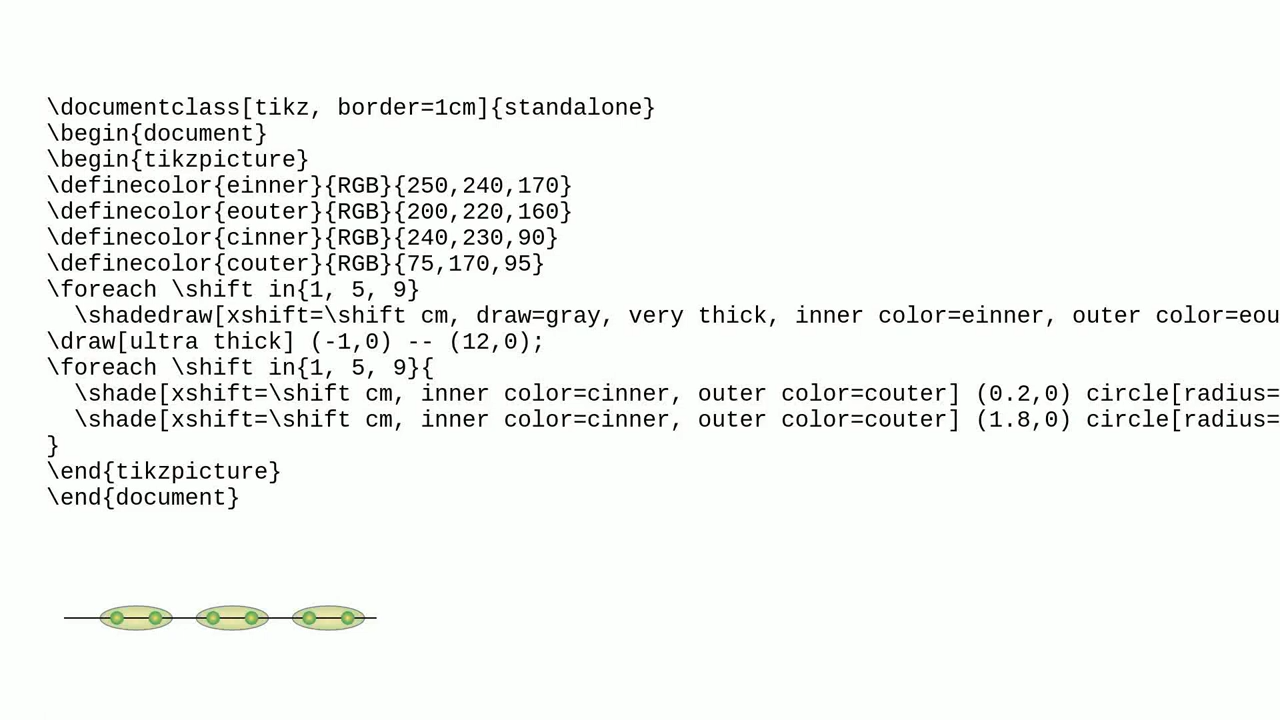 \documentclass[tikz, border=1cm]{standalone}
\begin{document}
\begin{tikzpicture}
\definecolor{einner}{RGB}{250,240,170}
\definecolor{eouter}{RGB}{200,220,160}
\definecolor{cinner}{RGB}{240,230,90}
\definecolor{couter}{RGB}{75,170,95}
\foreach \shift in{1, 5, 9}
  \shadedraw[xshift=\shift cm, draw=gray, very thick, inner color=einner, outer color=eou
\draw[ultra thick] (-1,0) -- (12,0);
\foreach \shift in{1, 5, 9}{
  \shade[xshift=\shift cm, inner color=cinner, outer color=couter] (0.2,0) circle[radius=
  \shade[xshift=\shift cm, inner color=cinner, outer color=couter] (1.8,0) circle[radius=
}
\end{tikzpicture}
\end{document}